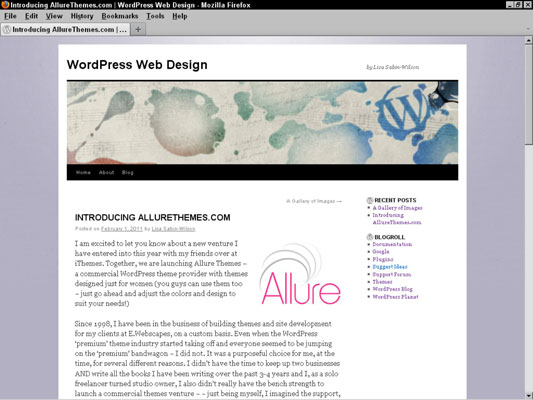 Introducing AllureThemes.com | WordPress Web Design - Mozilla Firefox
File Edit View History Bookmarks Tools Help
Introducing AllureThemes.com | WordPress Web D...
WordPress Web Design
by Lisa Sabin-Wilson
W
Home About Blog
A Gallery of Images →
INTRODUCING ALLURETHEMES.COM
Posted on February 1, 2011 by Lisa Sabin-Wilson
I am excited to let you know about a new venture I
have entered into this year with my friends over at
iThemes. Together, we are launching Allure Themes –
a commercial WordPress theme provider with themes
designed just for women (you guys can use them too
– just go ahead and adjust the colors and design to
suit your needs!)
Allure
Since 1998, I have been in the business of building themes and site development
for my clients at E.Webscapes, on a custom basis. Even when the WordPress
'premium' theme industry started taking off and everyone seemed to be jumping
on the 'premium' bandwagon – I did not. It was a purposeful choice for me, at the
time, for several different reasons. I didn't have the time to keep up two businesses
AND write all the books I have been writing over the past 3-4 years and I, as a solo
freelancer turned studio owner, I also didn't really have the bench strength to
launch a commercial themes venture – – just being myself, I imagined the support,
RECENT POSTS
A Gallery of Images
Introducing
AllureThemes.com
BLOGROLL
Documentation
Google
Plugins
Suggest Ideas
Support Forum
Themes
WordPress Blog
WordPress Planet